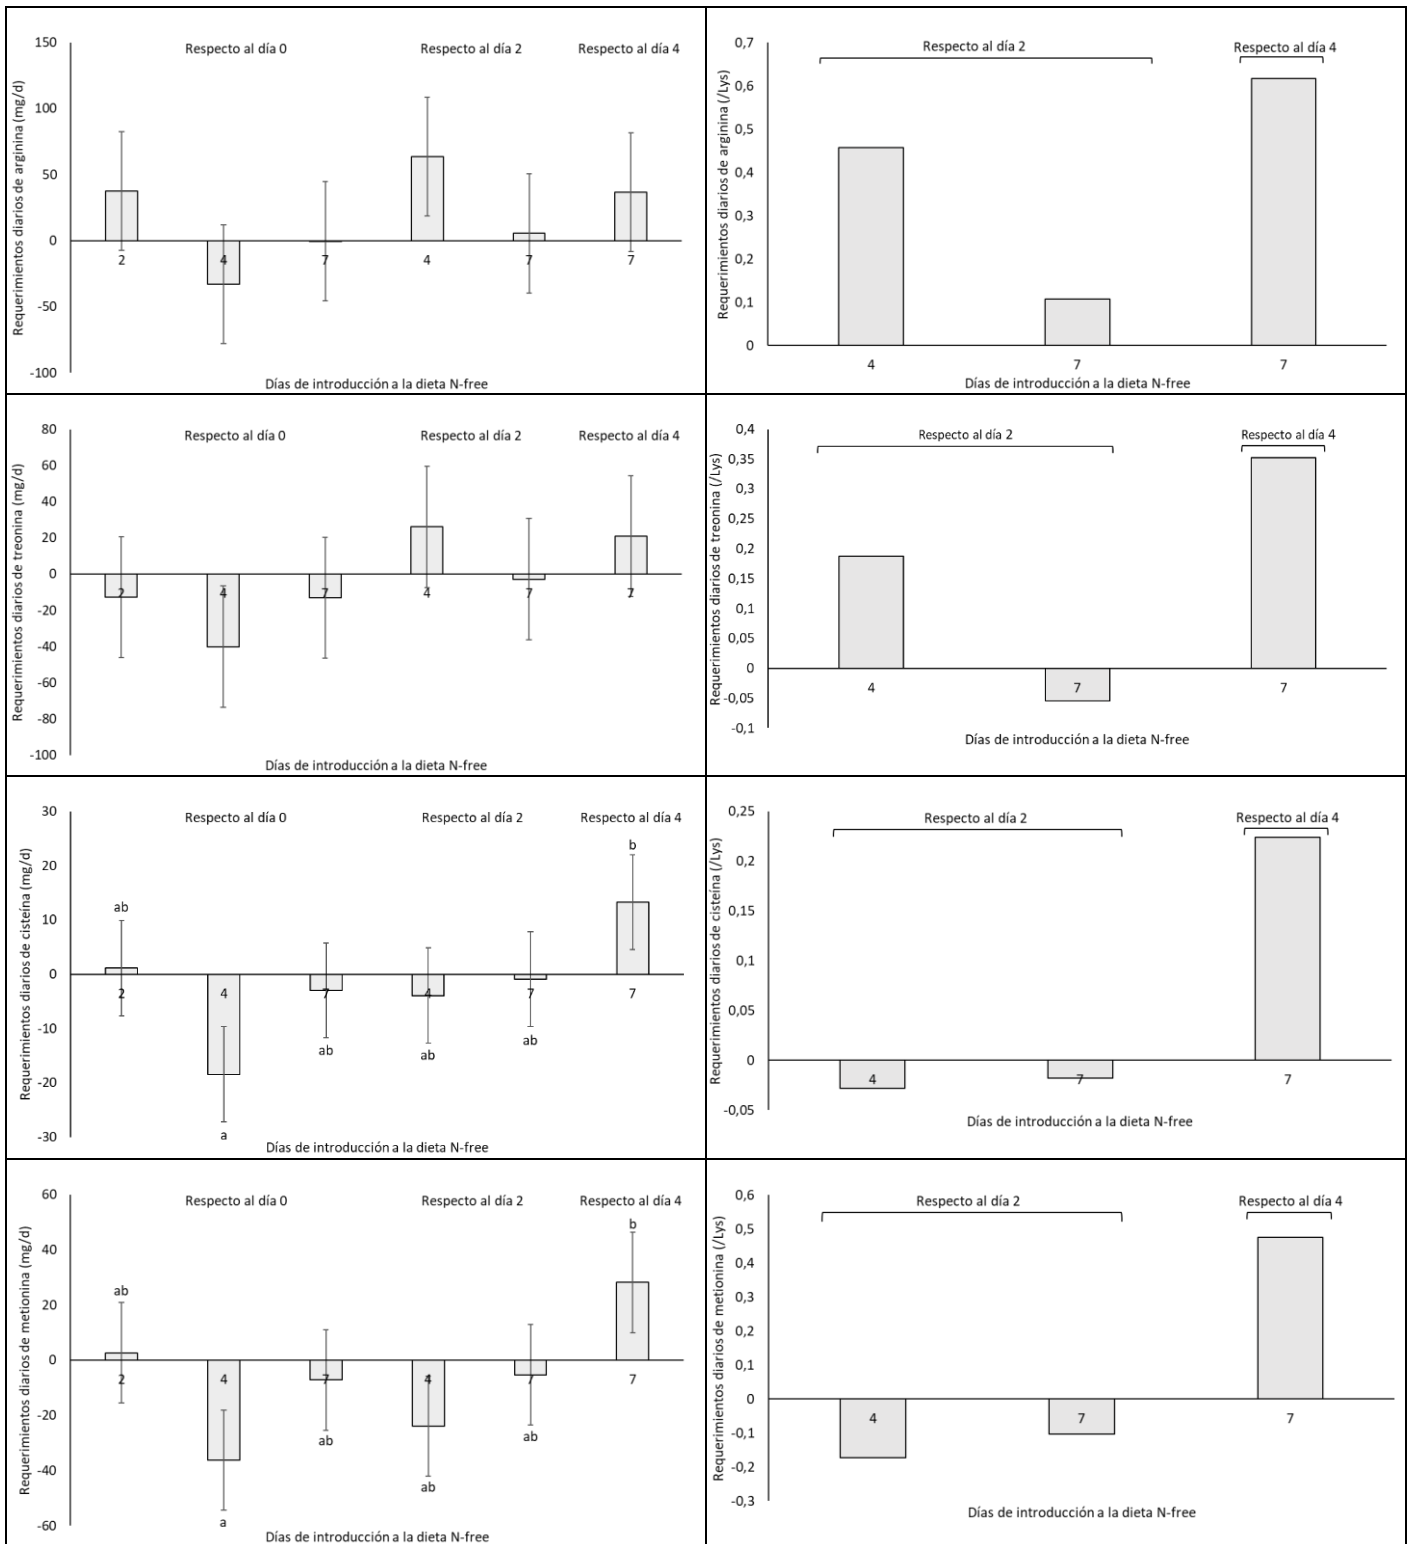 Requerimientos diarios de arginina (mg/d)
150
100
50
0
-50
-100
Respecto al día 0
Respecto al día 2
Respecto al día 4
2
4
7
4
7
7
Días de introducción a la dieta N-free
Requerimientos diarios de arginina (/Lys)
0,7
0,6
0,5
0,4
0,3
0,2
0,1
0
Respecto al día 2
Respecto al día 4
4
7
7
Días de introducción a la dieta N-free
Requerimientos diarios de treonina (mg/d)
80
60
40
20
0
-20
-40
-60
-80
-100
Respecto al día 0
Respecto al día 2
Respecto al día 4
2
4
7
4
7
7
Días de introducción a la dieta N-free
Requerimientos diarios de treonina (/Lys)
0,4
0,35
0,3
0,25
0,2
0,15
0,1
0,05
0
-0,05
-0,1
Respecto al día 2
Respecto al día 4
4
7
7
Días de introducción a la dieta N-free
Requerimientos diarios de cisteína (mg/d)
30
20
10
0
-10
-20
-30
Respecto al día 0
Respecto al día 2
Respecto al día 4
ab
a
ab
ab
ab
b
2
4
7
4
7
7
Días de introducción a la dieta N-free
Requerimientos diarios de cisteína (/Lys)
0,25
0,2
0,15
0,1
0,05
0
-0,05
Respecto al día 2
Respecto al día 4
4
7
7
Días de introducción a la dieta N-free
Requerimientos diarios de metionina (mg/d)
60
40
20
0
-20
-40
-60
Respecto al día 0
Respecto al día 2
Respecto al día 4
ab
a
ab
ab
ab
b
2
4
7
4
7
7
Días de introducción a la dieta N-free
Requerimientos diarios de metionina (/Lys)
0,6
0,5
0,4
0,3
0,2
0,1
0
-0,1
-0,2
-0,3
Respecto al día 2
Respecto al día 4
4
7
7
Días de introducción a la dieta N-free